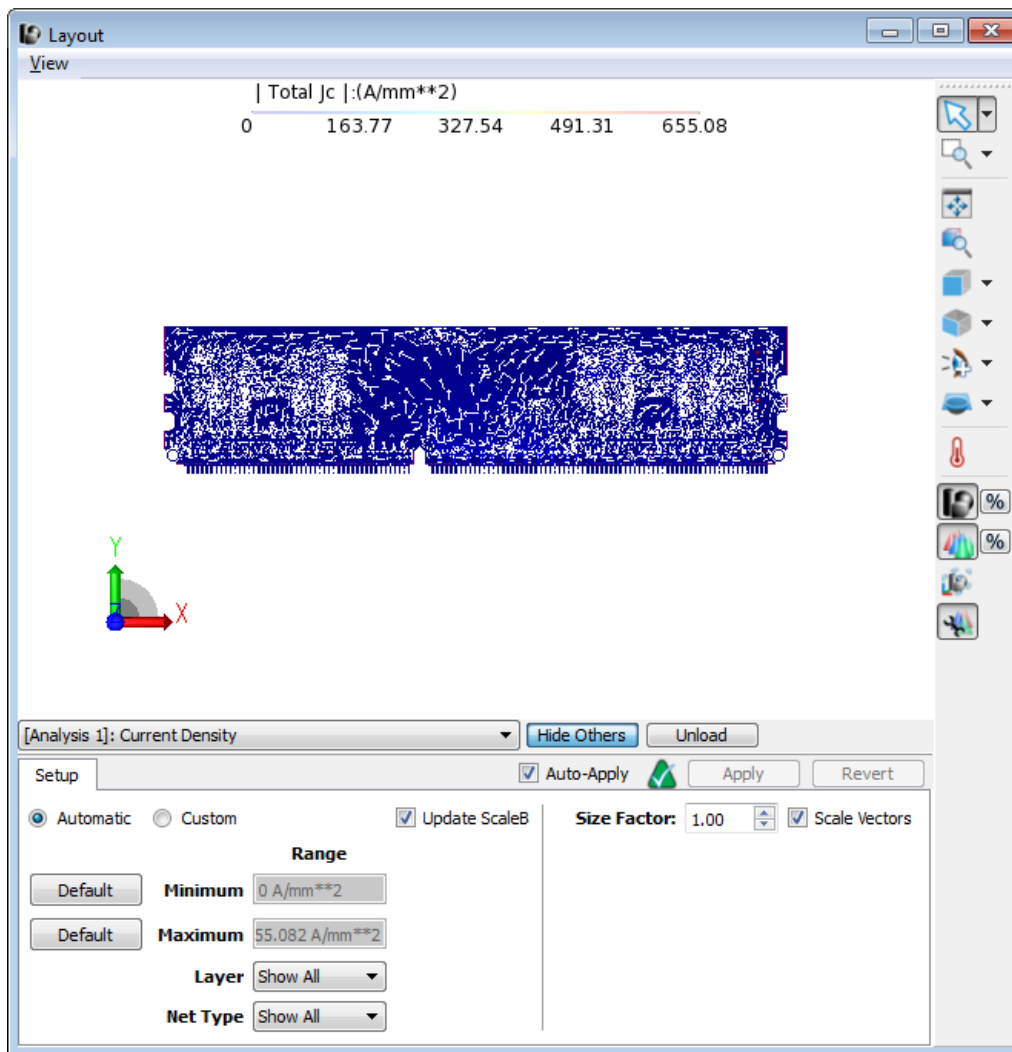 Layout
View
| Total Jc |:(A/mm**2)
0 163.77 327.54 491.31 655.08
Y
X
%
%
[Analysis 1]: Current Density Hide Others Unload
Setup Auto-Apply Apply Revert
Automatic Custom Update ScaleB Size Factor: 1.00 Scale Vectors
Range
Default Minimum 0 A/mm**2
Default Maximum 55.082 A/mm**2
Layer Show All
Net Type Show All